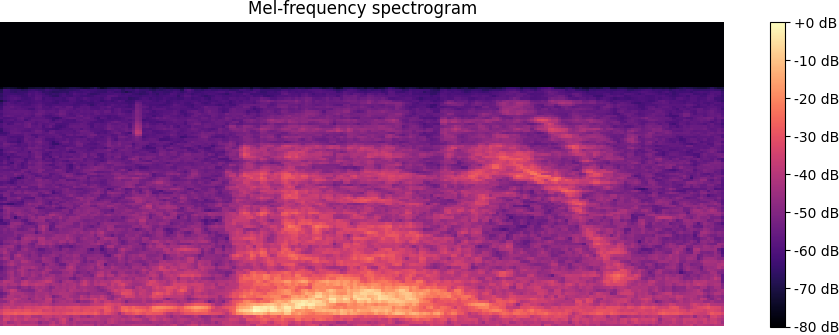 Mel-frequency spectrogram
+0 dB
-10 dB
-20 dB
-30 dB
-40 dB
-50 dB
-60 dB
-70 dB
-80 dB